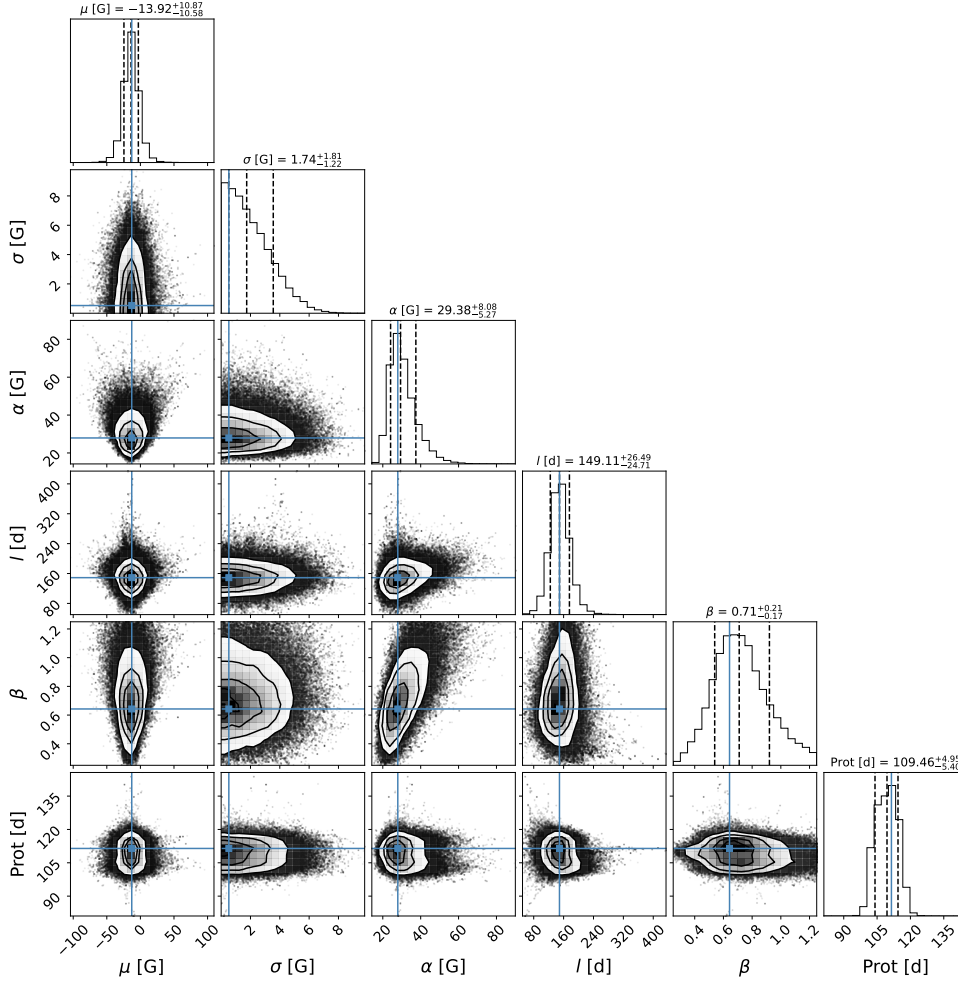 μ [G] = −13.92+10.87−10.58
σ [G] = 1.74+1.81−1.22
8
6
4
2
σ [G]
α [G] = 29.38+8.08−5.27
80
60
40
20
α [G]
l [d] = 149.11+26.49−24.71
400
320
240
160
80
l [d]
β = 0.71+0.21−0.17
1.2
1.0
0.8
0.6
0.4
β
Prot [d] = 109.46+4.95−5.40
135
120
105
90
Prot [d]
−100 −50 0 50 100
2 4 6 8
20 40 60 80
80 160 240 320 400
0.4 0.6 0.8 1.0 1.2
90 105 120 135
μ [G] σ [G] α [G] l [d] β Prot [d]